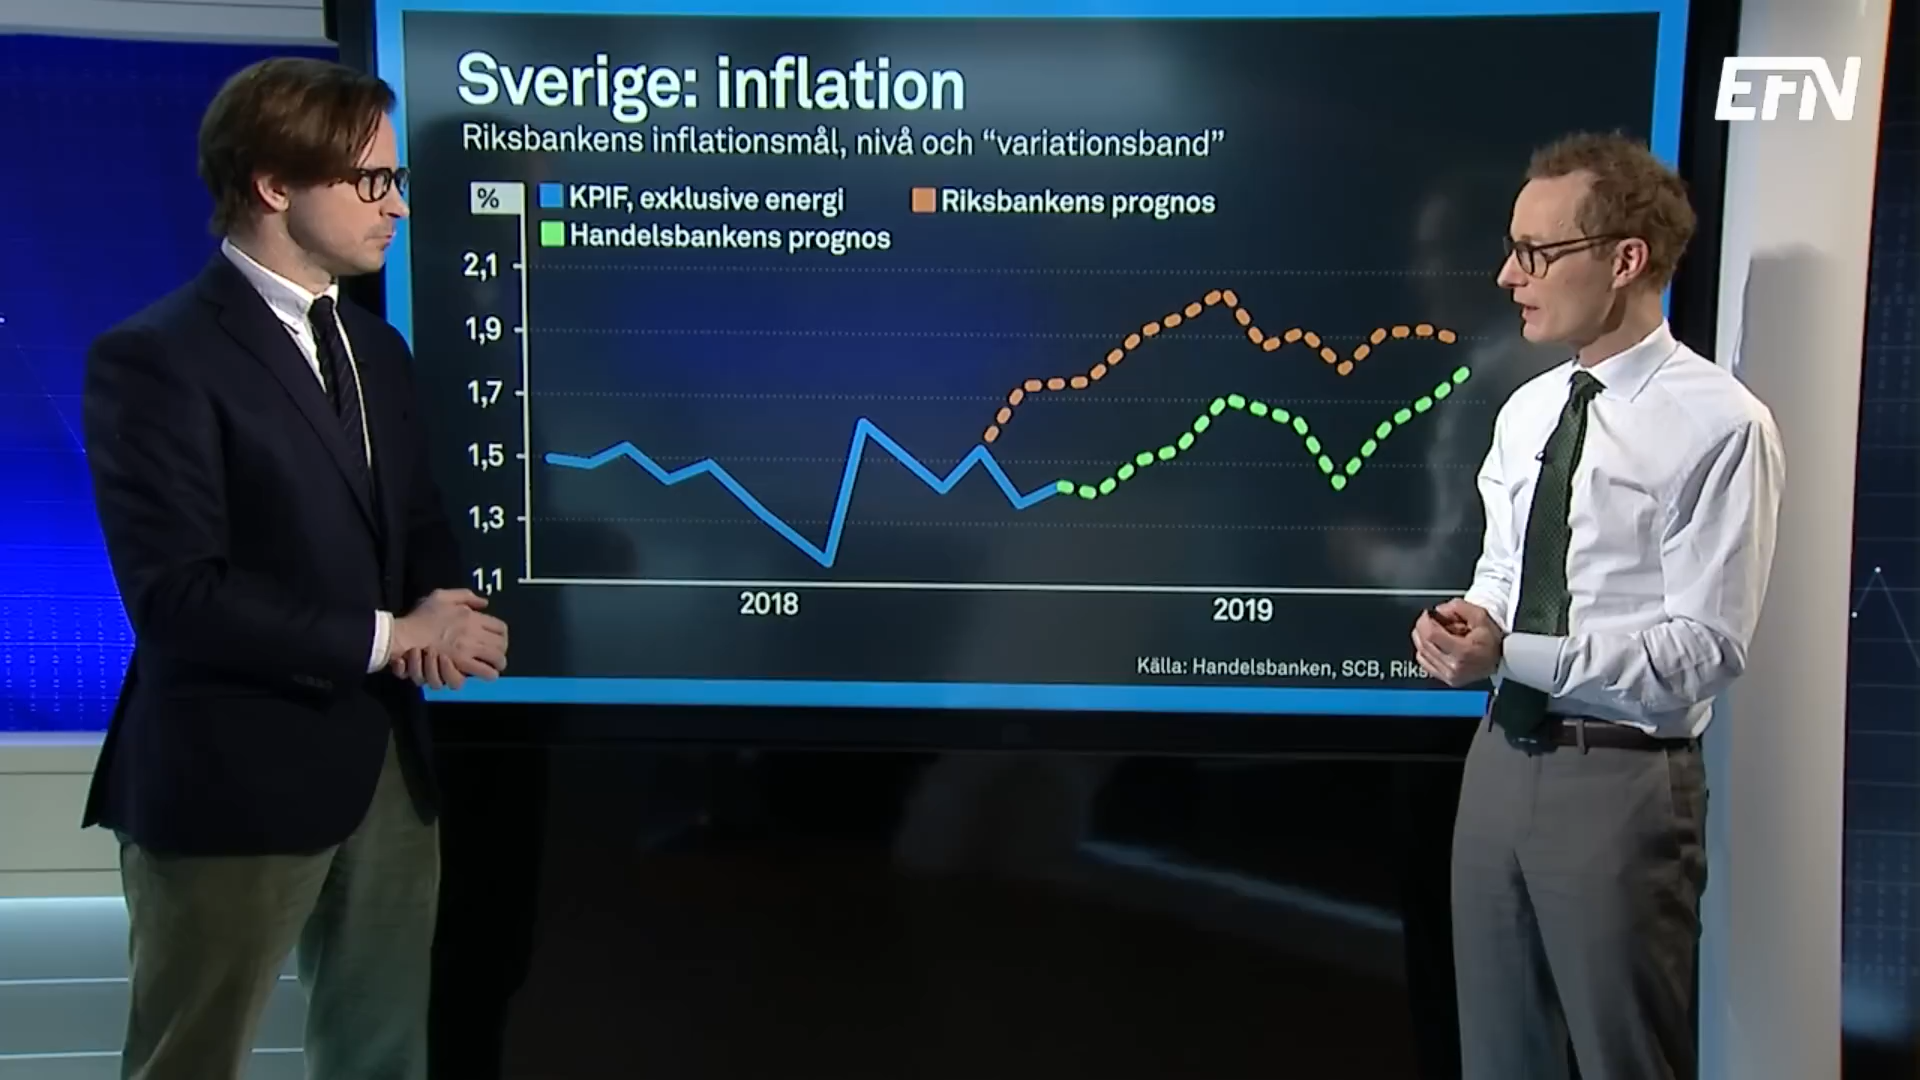 Sverige: inflation
EFN
Riksbankens inflationsmål, nivå och “variationsband”
% KPIF, exklusive energi Riksbankens prognos
Handelsbankens prognos
2,1
1,9
1,7
1,5
1,3
1,1
2018 2019
Källa: Handelsbanken, SCB,